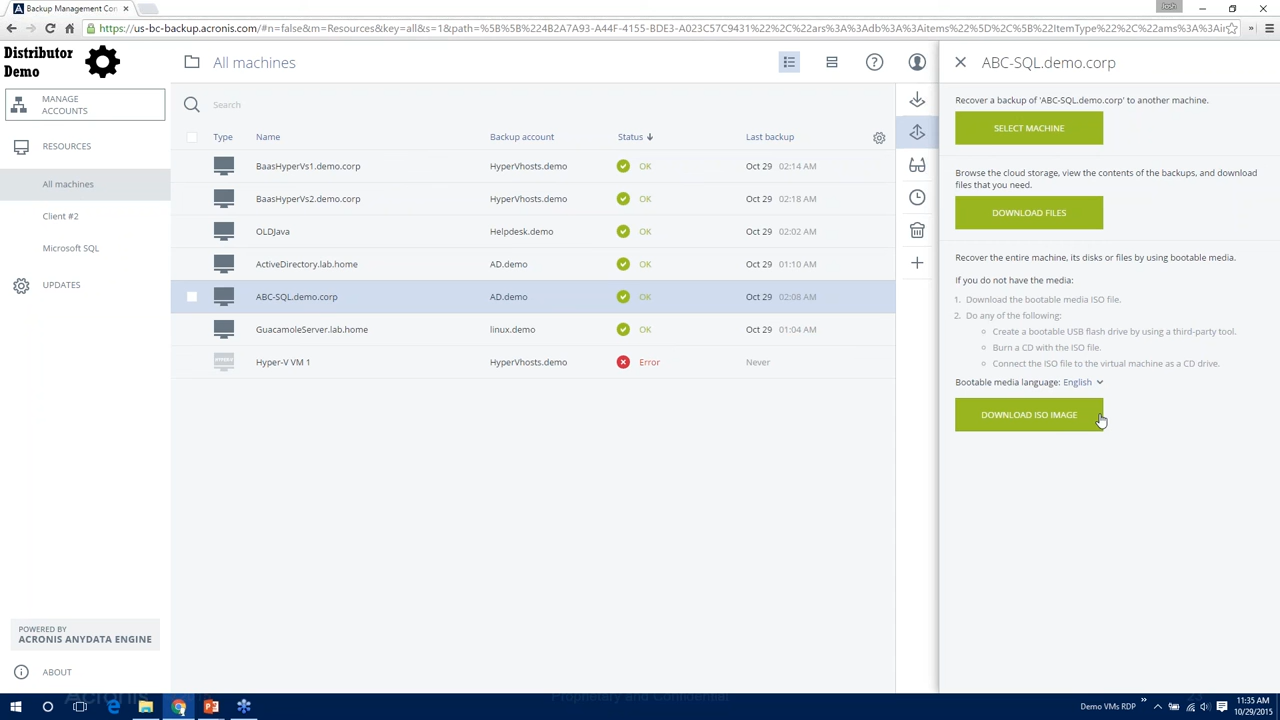 Backup Management Con
Josh
https://us-bc-backup.acronis.com/#n=false&m=Resources&key=all&s=1&path=%5B%5B%224B2A7A93-A44F-4155-BDE3-A023C57C9431%22%2C%22ars%3A%3Adb%3A%3Aitems%22%5D%2C%22ItemType%22%2C%22ams%3A%3Ain
Distributor
Demo
MANAGE
ACCOUNTS
RESOURCES
All machines
Client #2
Microsoft SQL
UPDATES
POWERED BY
ACRONIS ANYDATA ENGINE
ABOUT
All machines
Search
Type Name Backup account Status Last backup
BaasHyperVs1.demo.corp HyperVhosts.demo OK Oct 29 02:14 AM
BaasHyperVs2.demo.corp HyperVhosts.demo OK Oct 29 02:18 AM
OLDJava Helpdesk.demo OK Oct 29 02:02 AM
ActiveDirectory.lab.home AD.demo OK Oct 29 01:10 AM
ABC-SQL.demo.corp AD.demo OK Oct 29 02:08 AM
GuacamoleServer.lab.home linux.demo OK Oct 29 01:04 AM
HYPER-V Hyper-V VM 1 HyperVhosts.demo Error Never
ABC-SQL.demo.corp
Recover a backup of 'ABC-SQL.demo.corp' to another machine.
SELECT MACHINE
Browse the cloud storage, view the contents of the backups, and download
files that you need.
DOWNLOAD FILES
Recover the entire machine, its disks or files by using bootable media.
If you do not have the media:
1. Download the bootable media ISO file.
2. Do any of the following:
Create a bootable USB flash drive by using a third-party tool.
Burn a CD with the ISO file.
Connect the ISO file to the virtual machine as a CD drive.
Bootable media language: English
DOWNLOAD ISO IMAGE
Acronis
Proprietary and Confidential
Demo VMs RDP
11:35 AM
10/29/2015